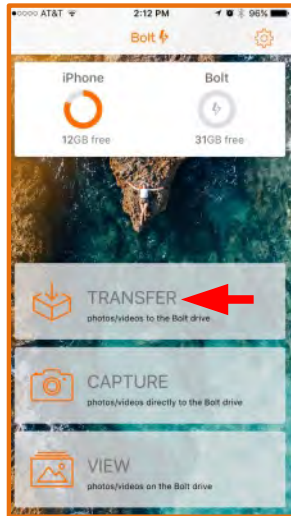 AT&T 2:12 PM 96%
Bolt
iPhone Bolt
12GB free 31GB free
TRANSFER
photos/videos to the Bolt drive
CAPTURE
photos/videos directly to the Bolt drive
VIEW
photos/videos on the Bolt drive